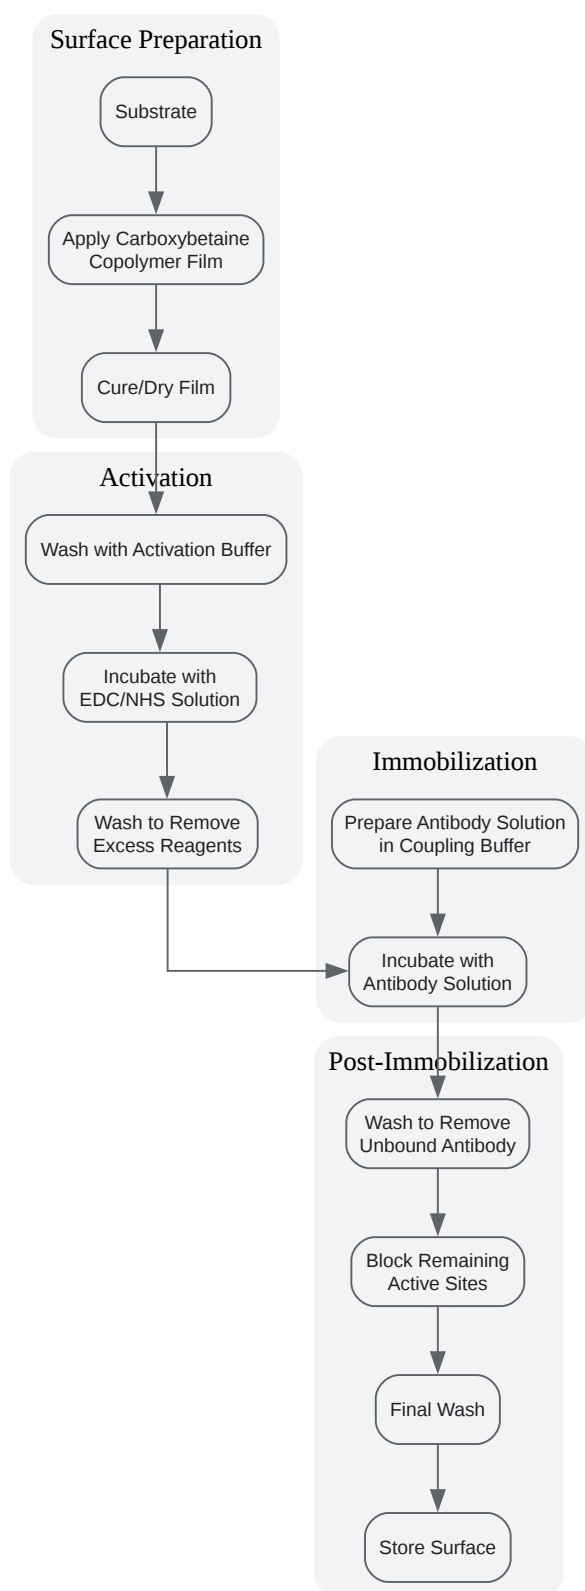 Surface Preparation
Substrate
Apply Carboxybetaine
Copolymer Film
Cure/Dry Film
Activation
Wash with Activation Buffer
Incubate with
EDC/NHS Solution
Wash to Remove
Excess Reagents
Immobilization
Prepare Antibody Solution
in Coupling Buffer
Incubate with
Antibody Solution
Post-Immobilization
Wash to Remove
Unbound Antibody
Block Remaining
Active Sites
Final Wash
Store Surface